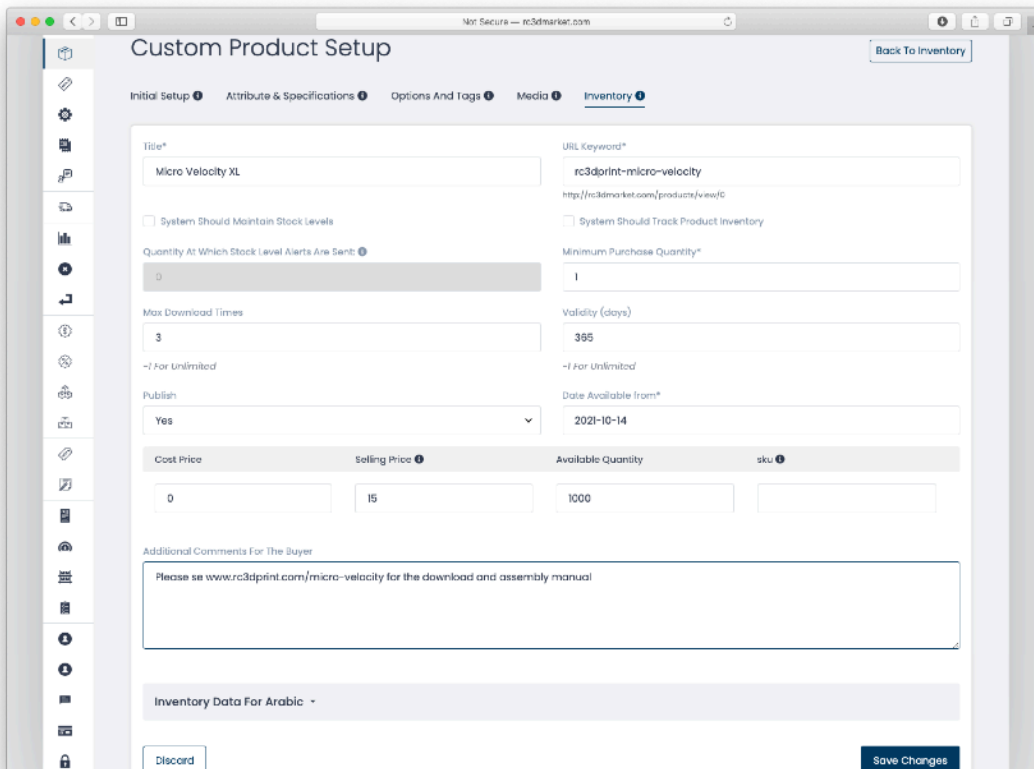 Not Secure — rc3dmarket.com
Custom Product Setup
Back To Inventory
Initial Setup Attribute & Specifications Options And Tags Media Inventory
Title* URL Keyword*
Micro Velocity XL rc3dprint-micro-velocity
http://rc3dmarket.com/products/view/0
System Should Maintain Stock Levels System Should Track Product Inventory
Quantity At Which Stock Level Alerts Are Sent: Minimum Purchase Quantity*
0 1
Max Download Times Validity (days)
3 365
-1 For Unlimited -1 For Unlimited
Publish Date Available from*
Yes 2021-10-14
Cost Price Selling Price Available Quantity sku
0 15 1000
Additional Comments For The Buyer
Please se www.rc3dprint.com/micro-velocity for the download and assembly manual
Inventory Data For Arabic
Discard Save Changes